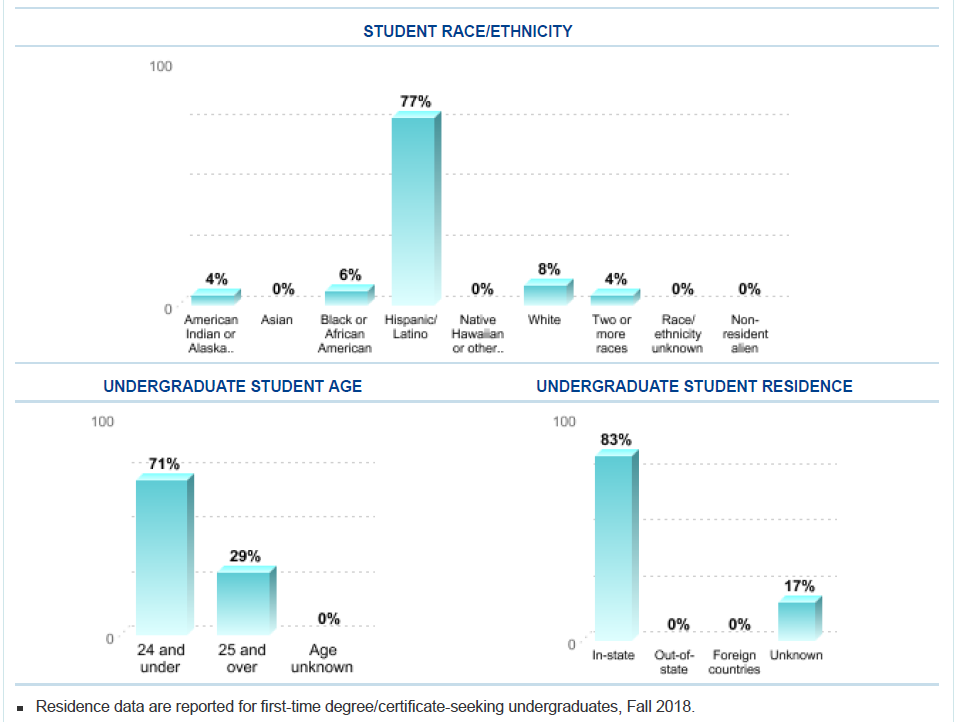 STUDENT RACE/ETHNICITY
100
77%
4%
0%
6%
0%
8%
4%
0%
0%
0
American Indian or Alaska..
Asian
Black or African American
Hispanic/ Latino
Native Hawaiian or other..
White
Two or more races
Race/ ethnicity unknown
Non- resident alien
UNDERGRADUATE STUDENT AGE
100
71%
29%
0%
0
24 and under
25 and over
Age unknown
UNDERGRADUATE STUDENT RESIDENCE
100
83%
0%
0%
17%
0
In-state
Out-of- state
Foreign countries
Unknown
▪ Residence data are reported for first-time degree/certificate-seeking undergraduates, Fall 2018.